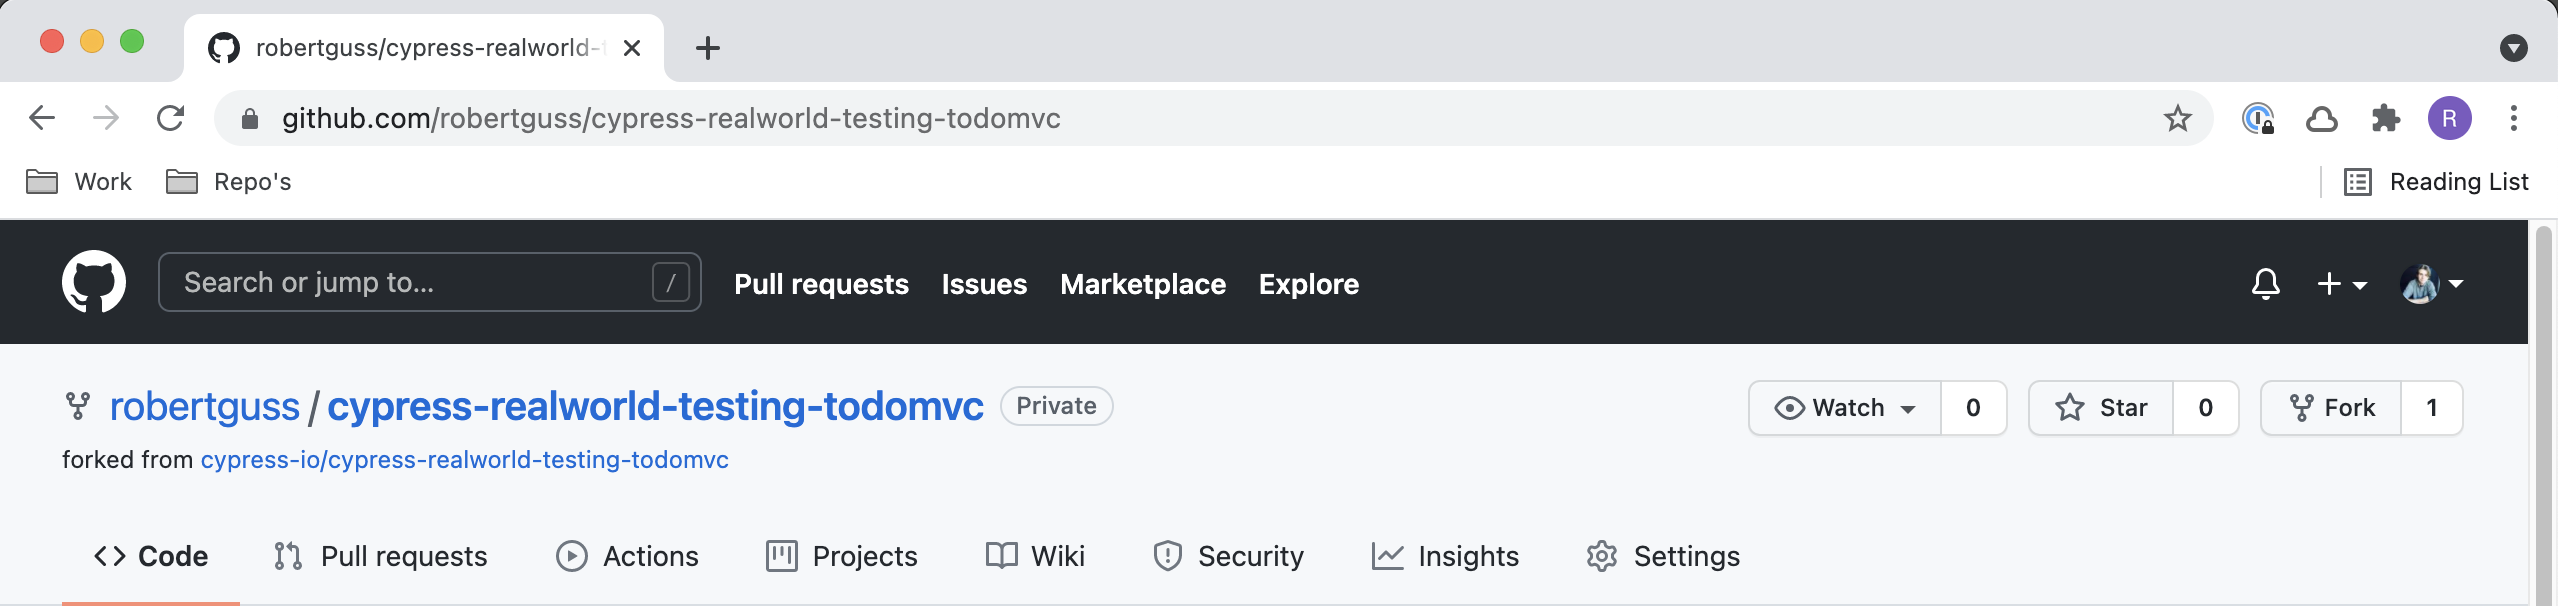 robertguss/cypress-realworld-
github.com/robertguss/cypress-realworld-testing-todomvc
R
Work Repo's Reading List
Search or jump to... / Pull requests Issues Marketplace Explore
robertguss/cypress-realworld-testing-todomvc Private Watch 0 Star 0 Fork 1
forked from cypress-io/cypress-realworld-testing-todomvc
Code Pull requests Actions Projects Wiki Security Insights Settings